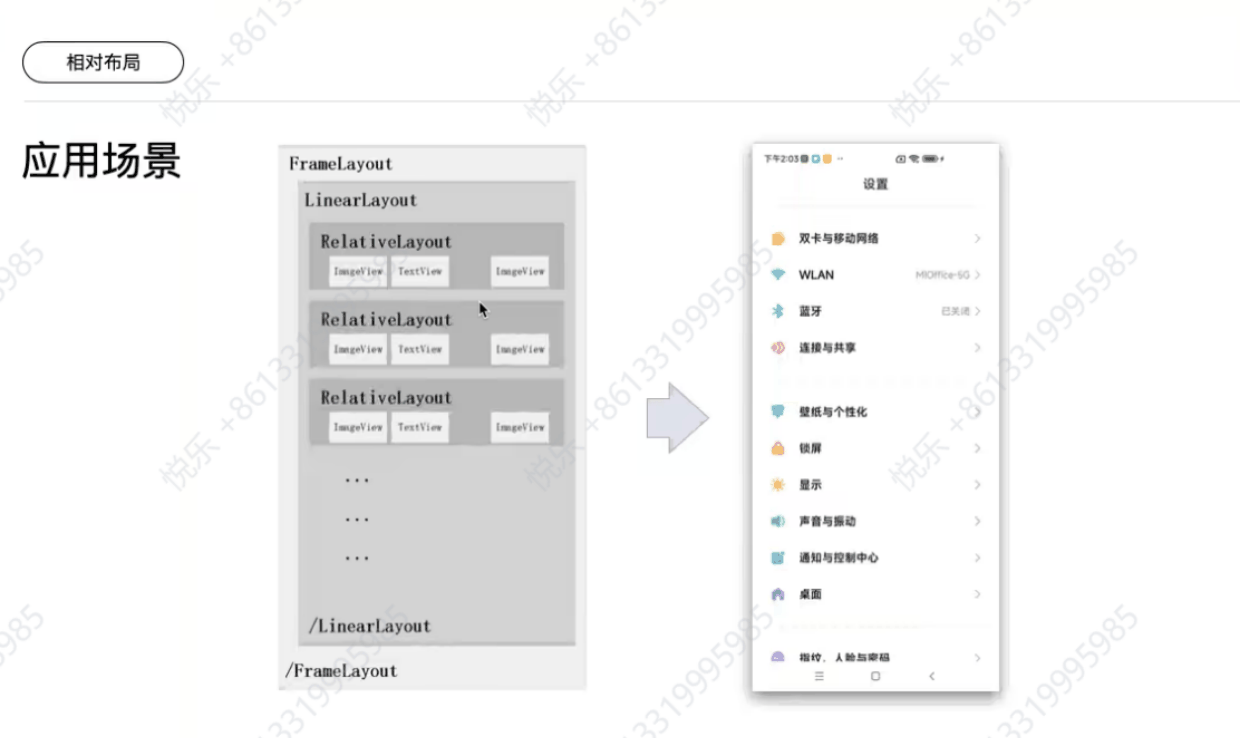 相对布局
应用场景
FrameLayout
LinearLayout
RelativeLayout
ImageView TextView ImageView
RelativeLayout
ImageView TextView ImageView
RelativeLayout
ImageView TextView ImageView
...
...
...
/LinearLayout
/FrameLayout
下午2:03
设置
双卡与移动网络
WLAN MIOffice-5G
蓝牙 已关闭
连接与共享
壁纸与个性化
锁屏
显示
声音与振动
通知与控制中心
桌面
指纹、人脸与密码
悦乐 +8613319995985